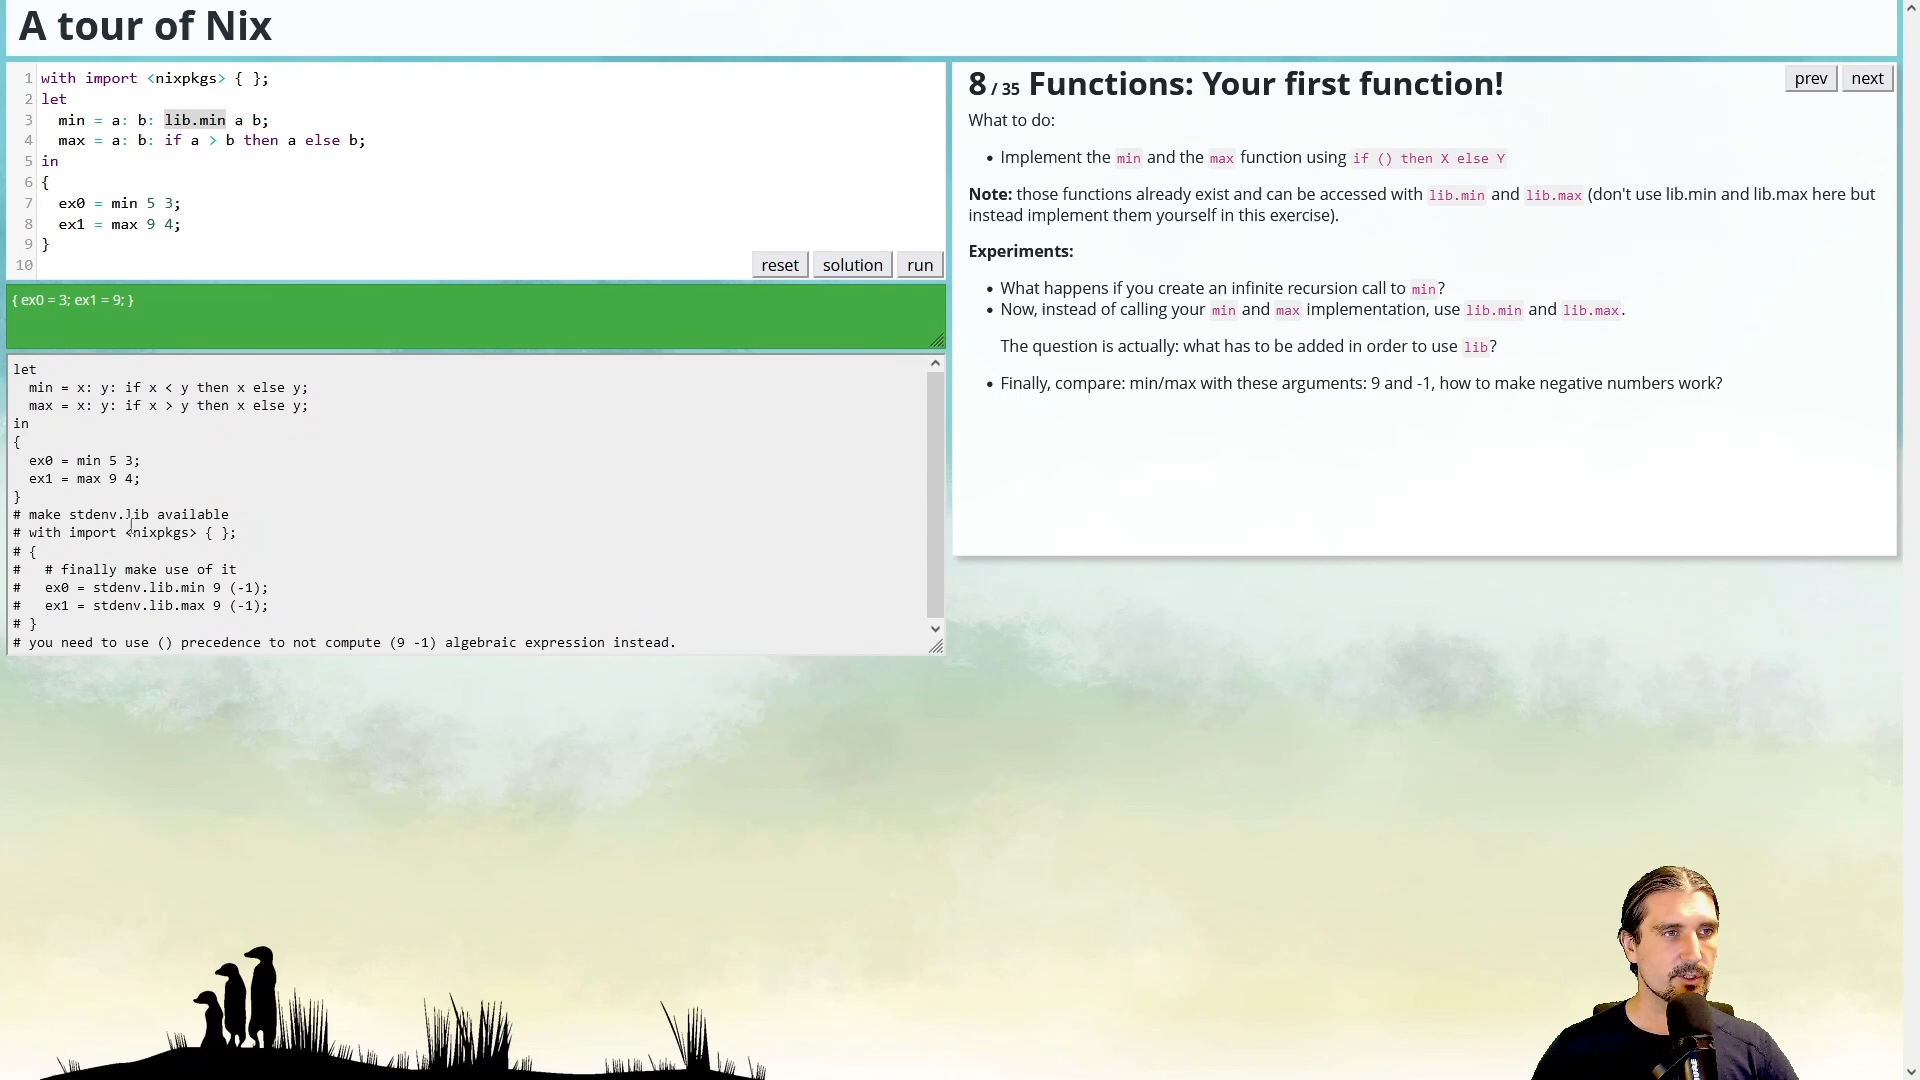 A tour of Nix
1 with import <nixpkgs> { };
2 let
3   min = a: b: lib.min a b;
4   max = a: b: if a > b then a else b;
5 in
6 {
7   ex0 = min 5 3;
8   ex1 = max 9 4;
9 }
10
reset solution run
{ ex0 = 3; ex1 = 9; }
let
  min = x: y: if x < y then x else y;
  max = x: y: if x > y then x else y;
in
{
  ex0 = min 5 3;
  ex1 = max 9 4;
}
# make stdenv.lib available
# with import <nixpkgs> { };
# {
#   # finally make use of it
#   ex0 = stdenv.lib.min 9 (-1);
#   ex1 = stdenv.lib.max 9 (-1);
# }
# you need to use () precedence to not compute (9 -1) algebraic expression instead.
8 / 35 Functions: Your first function!
prev next
What to do:
• Implement the min and the max function using if () then X else Y
Note: those functions already exist and can be accessed with lib.min and lib.max (don't use lib.min and lib.max here but
instead implement them yourself in this exercise).
Experiments:
• What happens if you create an infinite recursion call to min?
• Now, instead of calling your min and max implementation, use lib.min and lib.max.
The question is actually: what has to be added in order to use lib?
• Finally, compare: min/max with these arguments: 9 and -1, how to make negative numbers work?